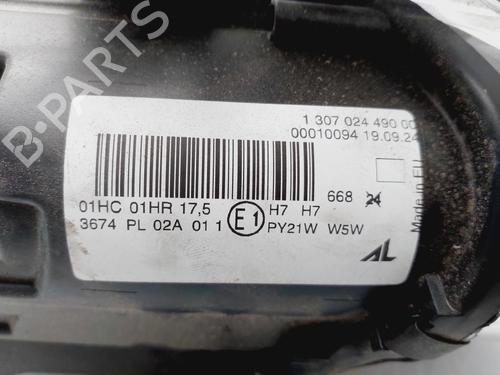 1 307 024 490 00
00010094 19.09.24
668 24
01HC 01HR 17,5
H7 H7
3674 PL 02A 01 1
E1
PY21W W5W
Made in EU
AL
B-PARTS